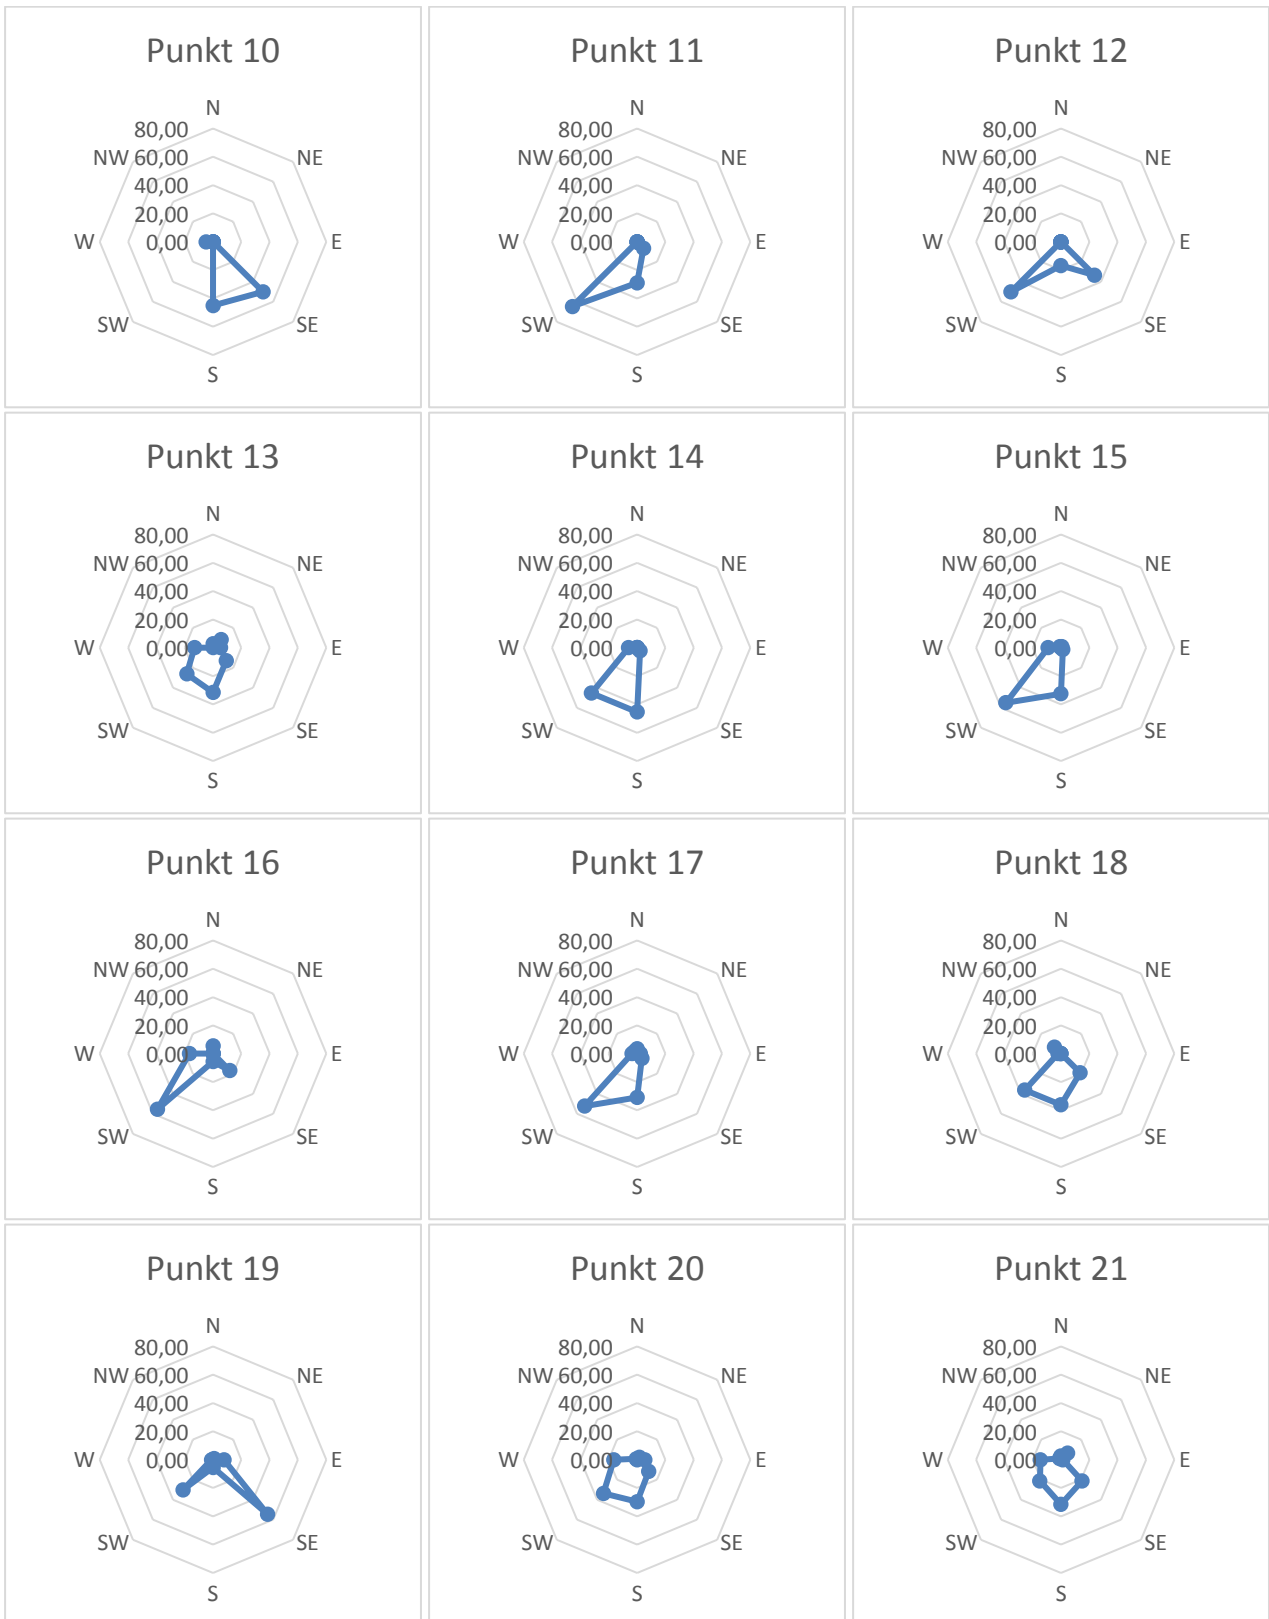 Punkt 10
N
80,00
NW 60,00 NE
40,00
20,00
W 0,00 E
SW SE
S
Punkt 11
N
80,00
NW 60,00 NE
40,00
20,00
W 0,00 E
SW SE
S
Punkt 12
N
80,00
NW 60,00 NE
40,00
20,00
W 0,00 E
SW SE
S
Punkt 13
N
80,00
NW 60,00 NE
40,00
20,00
W 0,00 E
SW SE
S
Punkt 14
N
80,00
NW 60,00 NE
40,00
20,00
W 0,00 E
SW SE
S
Punkt 15
N
80,00
NW 60,00 NE
40,00
20,00
W 0,00 E
SW SE
S
Punkt 16
N
80,00
NW 60,00 NE
40,00
20,00
W 0,00 E
SW SE
S
Punkt 17
N
80,00
NW 60,00 NE
40,00
20,00
W 0,00 E
SW SE
S
Punkt 18
N
80,00
NW 60,00 NE
40,00
20,00
W 0,00 E
SW SE
S
Punkt 19
N
80,00
NW 60,00 NE
40,00
20,00
W 0,00 E
SW SE
S
Punkt 20
N
80,00
NW 60,00 NE
40,00
20,00
W 0,00 E
SW SE
S
Punkt 21
N
80,00
NW 60,00 NE
40,00
20,00
W 0,00 E
SW SE
S